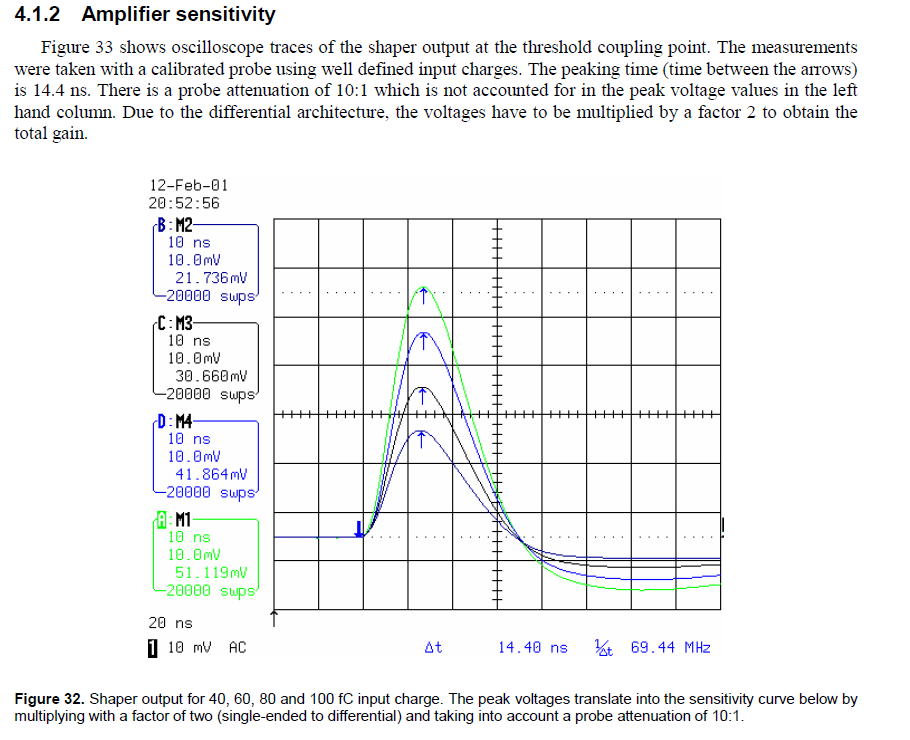 4.1.2 Amplifier sensitivity
Figure 33 shows oscilloscope traces of the shaper output at the threshold coupling point. The measurements
were taken with a calibrated probe using well defined input charges. The peaking time (time between the arrows)
is 14.4 ns. There is a probe attenuation of 10:1 which is not accounted for in the peak voltage values in the left
hand column. Due to the differential architecture, the voltages have to be multiplied by a factor 2 to obtain the
total gain.
12-Feb-01
20:52:56
B:M2
10 ns
10.0mV
21.736mV
20000 swps
C:M3
10 ns
10.0mV
30.660mV
20000 swps
D:M4
10 ns
10.0mV
41.864mV
20000 swps
A:M1
10 ns
10.0mV
51.119mV
20000 swps
20 ns
1 10 mV AC
Δt 14.40 ns 1/Δt 69.44 MHz
Figure 32. Shaper output for 40, 60, 80 and 100 fC input charge. The peak voltages translate into the sensitivity curve below by
multiplying with a factor of two (single-ended to differential) and taking into account a probe attenuation of 10:1.